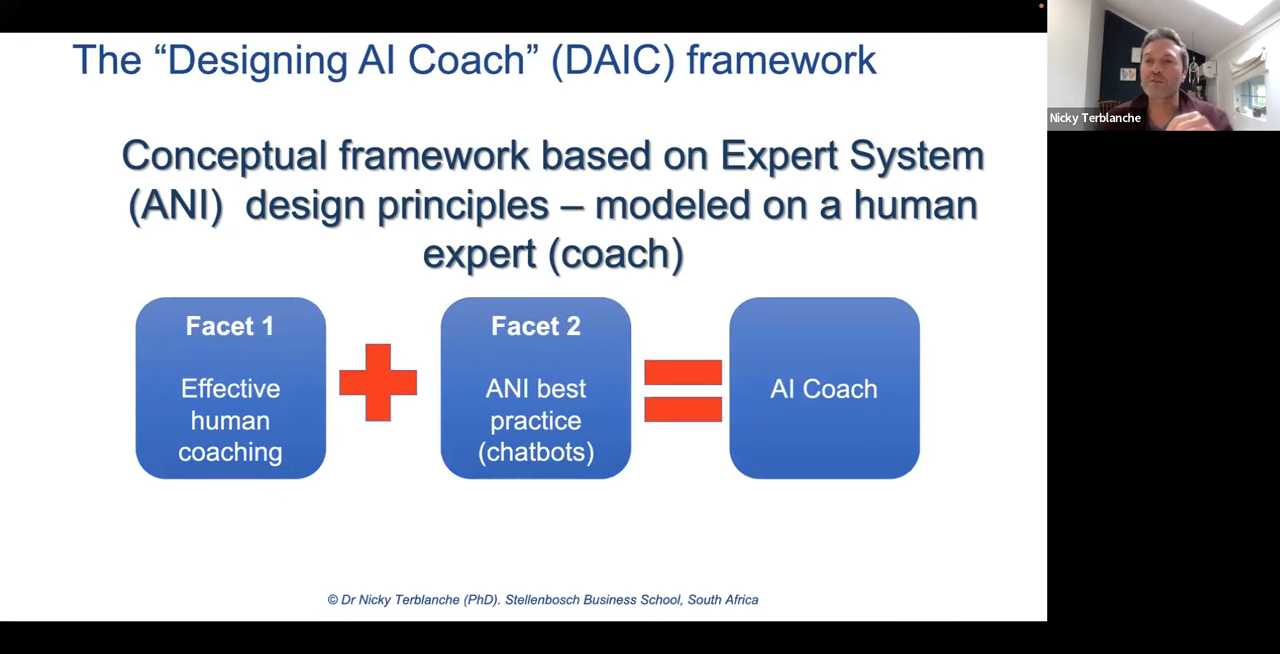 The “Designing AI Coach” (DAIC) framework
Conceptual framework based on Expert System
(ANI) design principles – modeled on a human
expert (coach)
Facet 1
Effective
human
coaching
Facet 2
ANI best
practice
(chatbots)
AI Coach
© Dr Nicky Terblanche (PhD). Stellenbosch Business School, South Africa
Nicky Terblanche